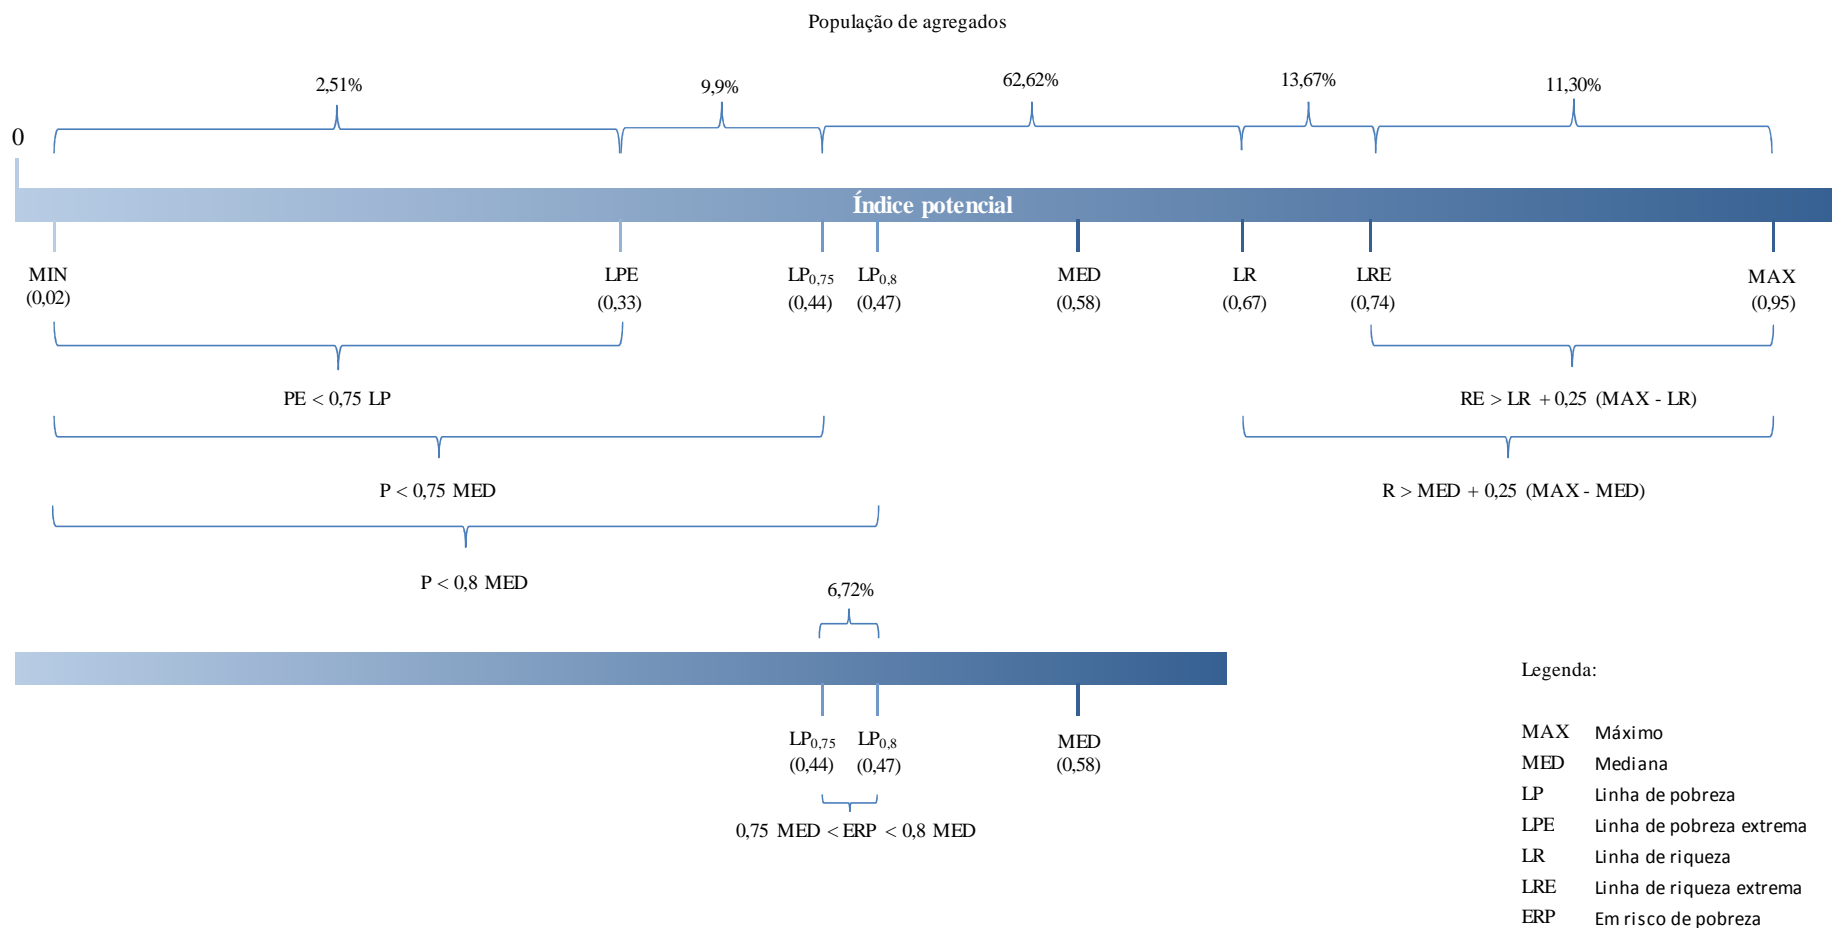 População de agregados
2,51%
9,9%
62,62%
13,67%
11,30%
0
Índice potencial
MIN
(0,02)
LPE
(0,33)
LP0,75
(0,44)
LP0,8
(0,47)
MED
(0,58)
LR
(0,67)
LRE
(0,74)
MAX
(0,95)
PE < 0,75 LP
RE > LR + 0,25 (MAX - LR)
P < 0,75 MED
R > MED + 0,25 (MAX - MED)
P < 0,8 MED
6,72%
LP0,75
(0,44)
LP0,8
(0,47)
MED
(0,58)
0,75 MED < ERP < 0,8 MED
Legenda:
MAX Máximo
MED Mediana
LP Linha de pobreza
LPE Linha de pobreza extrema
LR Linha de riqueza
LRE Linha de riqueza extrema
ERP Em risco de pobreza